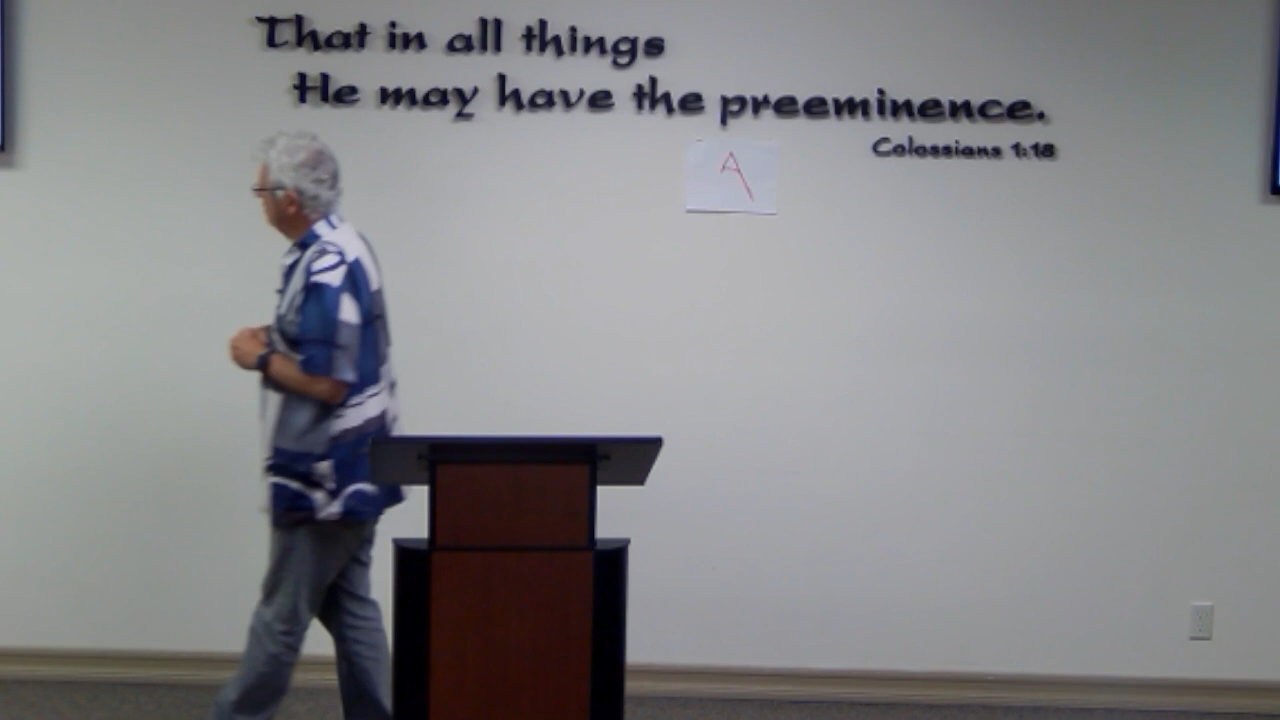 That in all things
He may have the preeminence.
Colossians 1:18
A